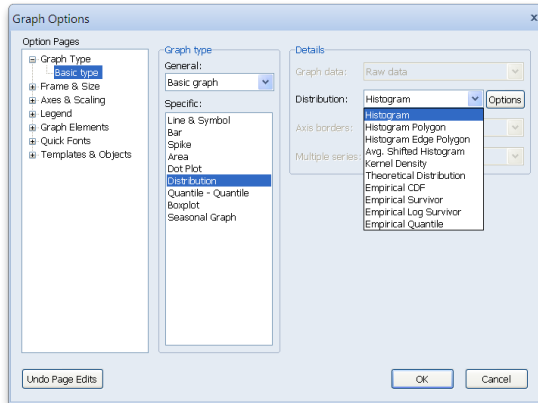 Graph Options
x
Option Pages
Graph Type
Basic type
Frame & Size
Axes & Scaling
Legend
Graph Elements
Quick Fonts
Templates & Objects
Graph type
General:
Basic graph
Specific:
Line & Symbol
Bar
Spike
Area
Dot Plot
Distribution
Quantile - Quantile
Boxplot
Seasonal Graph
Details
Graph data: Raw data
Distribution: Histogram Options
Axis borders:
Multiple series:
Histogram
Histogram Polygon
Histogram Edge Polygon
Avg. Shifted Histogram
Kernel Density
Theoretical Distribution
Empirical CDF
Empirical Survivor
Empirical Log Survivor
Empirical Quantile
Undo Page Edits
OK
Cancel